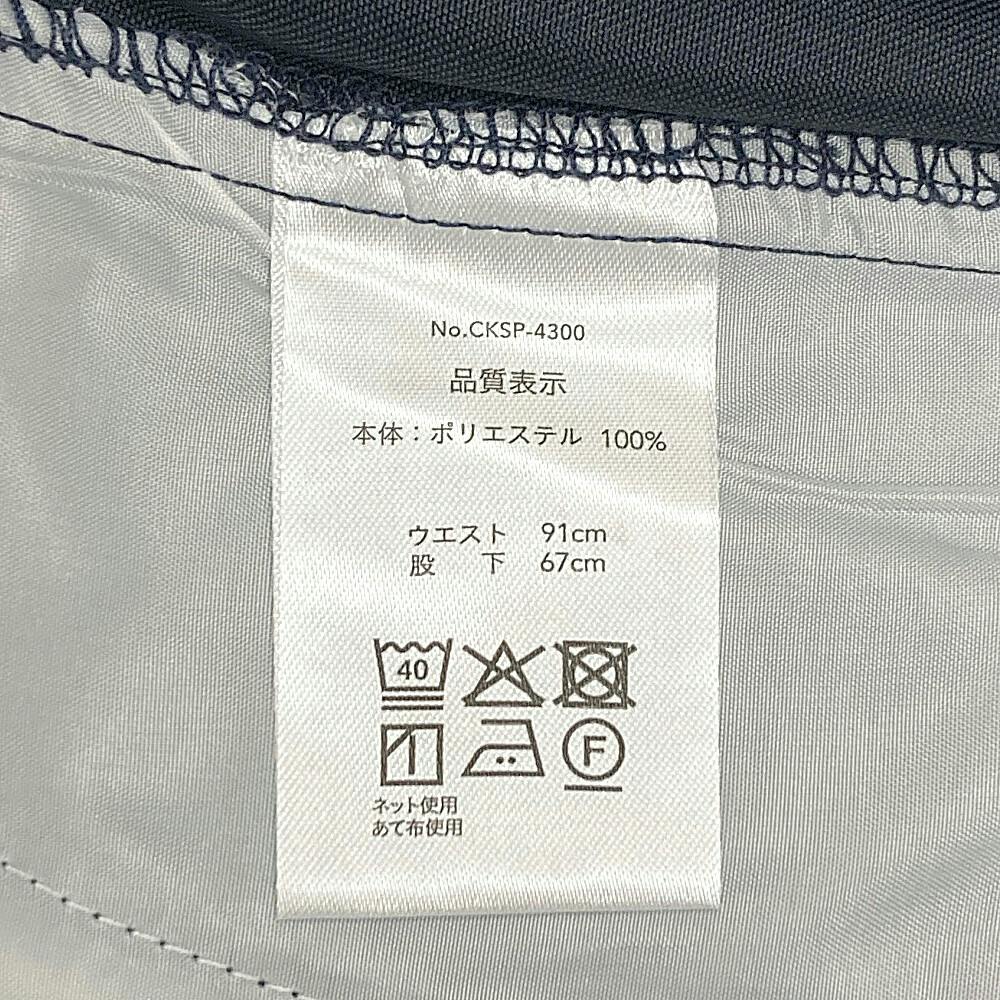 No.CKSP-4300
品質表示
本体：ポリエステル 100%
ウエスト 91cm
股 下 67cm
40
F
ネット使用
あて布使用